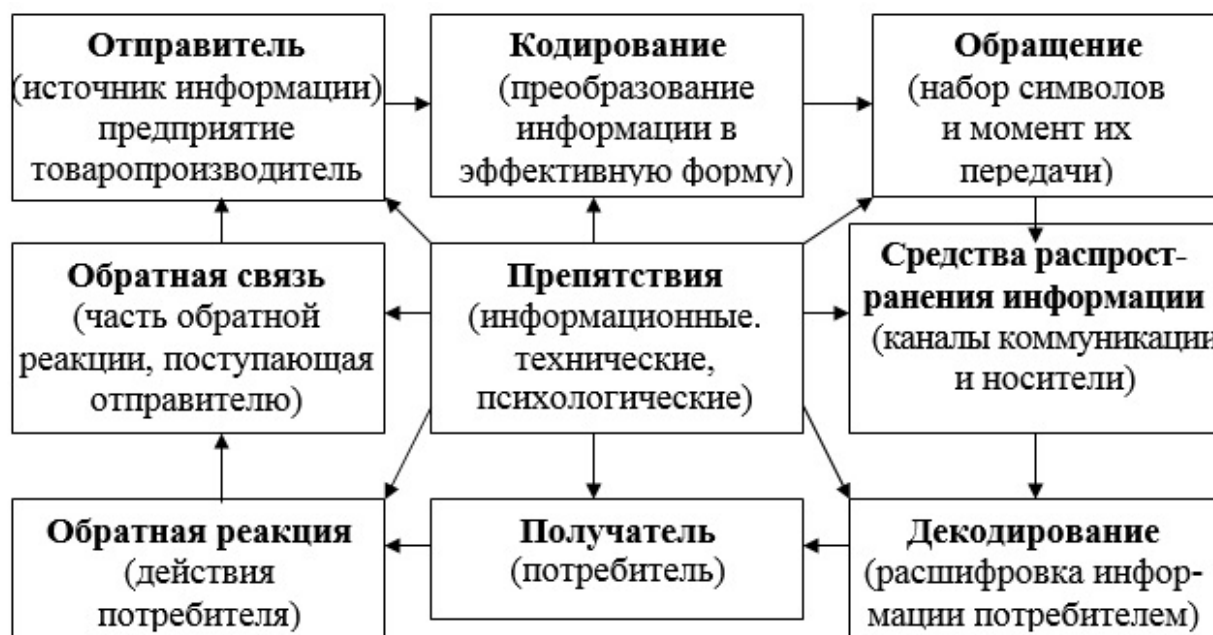 Отправитель
(источник информации)
предприятие
товаропроизводитель
Кодирование
(преобразование
информации в
эффективную форму)
Обращение
(набор символов
и момент их
передачи)
Обратная связь
(часть обратной
реакции, поступающая
отправителю)
Препятствия
(информационные.
технические,
психологические)
Средства распрост-
ранения информации
(каналы коммуникации
и носители)
Обратная реакция
(действия
потребителя)
Получатель
(потребитель)
Декодирование
(расшифровка инфор-
мации потребителем)